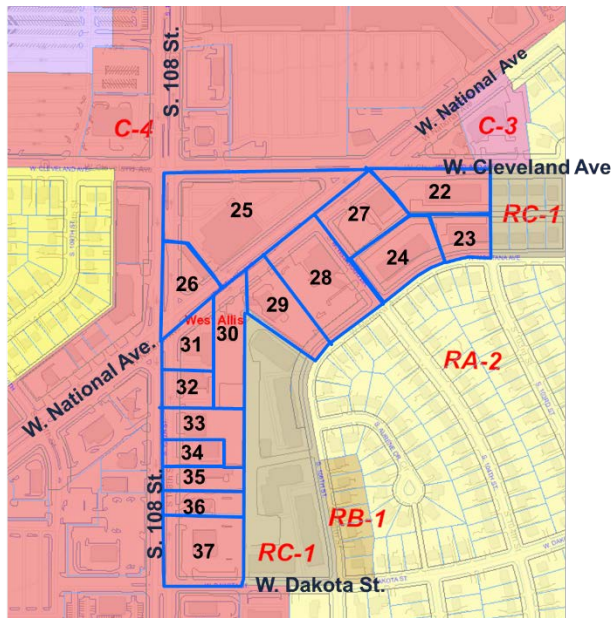 S. 108 St.
W. National Ave
C-4
C-3
W. CLEVELAND AVE
W. Cleveland Ave
22
25
27
RC-1
23
24
26
28
29
West Allis
30
31
RA-2
32
W. National Ave.
33
34
35
S. 108 St.
36
RB-1
37
RC-1
W. Dakota St.